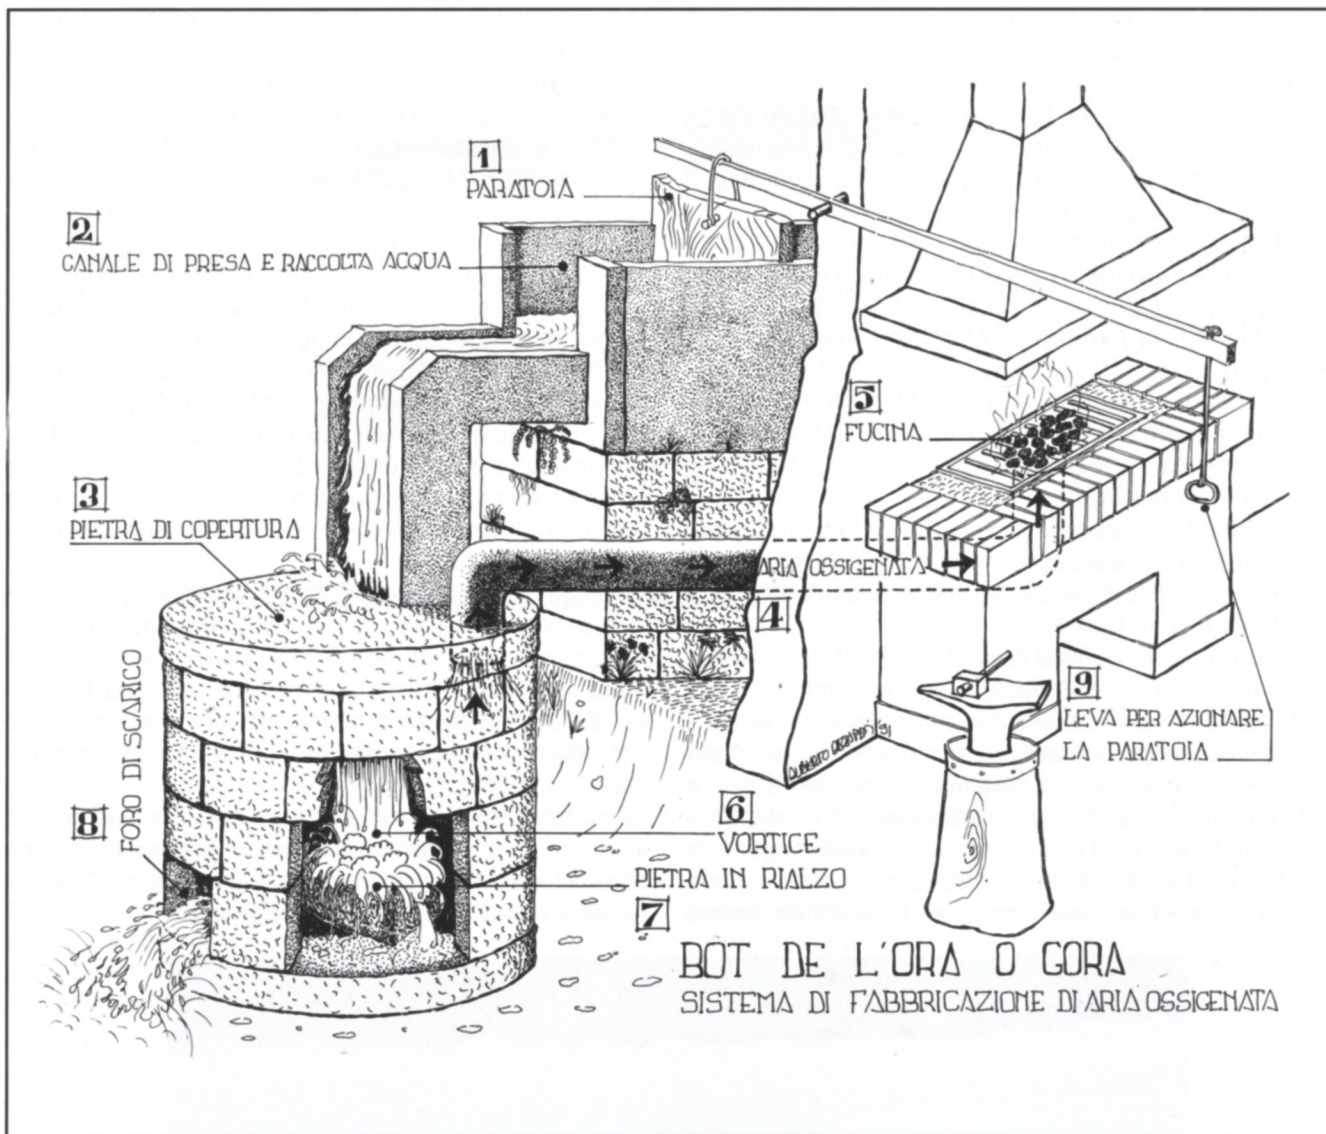 1
PARATOIA
2
CANALE DI PRESA E RACCOLTA ACQUA
3
PIETRA DI COPERTURA
5
FUCINA
ARIA OSSIGENATA
4
9
LEVA PER AZIONARE
LA PARATOIA
8
FORO DI SCARICO
6
VORTICE
PIETRA IN RIALZO
7
BOT DE L'ORA O GORA
SISTEMA DI FABBRICAZIONE DI ARIA OSSIGENATA